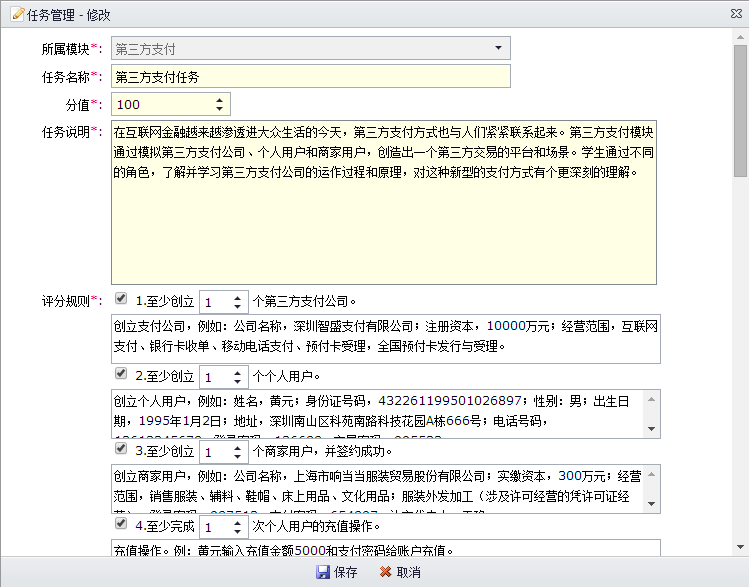 任务管理 - 修改
所属模块*: 第三方支付
任务名称*: 第三方支付任务
分值*: 100
任务说明*: 在互联网金融越来越渗透进大众生活的今天，第三方支付方式也与人们紧紧联系起来。第三方支付模块
通过模拟第三方支付公司、个人用户和商家用户，创造出一个第三方交易的平台和场景。学生通过不同
的角色，了解并学习第三方支付公司的运作过程和原理，对这种新型的支付方式有个更深刻的理解。
评分规则*: 1.至少创立 1 个第三方支付公司。
创立支付公司，例如：公司名称，深圳智盛支付有限公司；注册资本，10000万元；经营范围，互联网
支付、银行卡收单、移动电话支付、预付卡受理，全国预付卡发行与受理。
2.至少创立 1 个个人用户。
创立个人用户，例如：姓名，黄元；身份证号码，432261199501026897；性别：男；出生日
期，1995年1月2日；地址，深圳南山区科苑南路科技花园A栋666号；电话号码，
3.至少创立 1 个商家用户，并签约成功。
创立商家用户，例如：公司名称，上海市响当当服装贸易股份有限公司；实缴资本，300万元；经营
范围，销售服装、辅料、鞋帽、床上用品、文化用品；服装外发加工（涉及许可经营的凭许可证经
4.至少完成 1 次个人用户的充值操作。
充值操作。例：黄元输入充值金额5000和支付密码给账户充值。
保存 取消